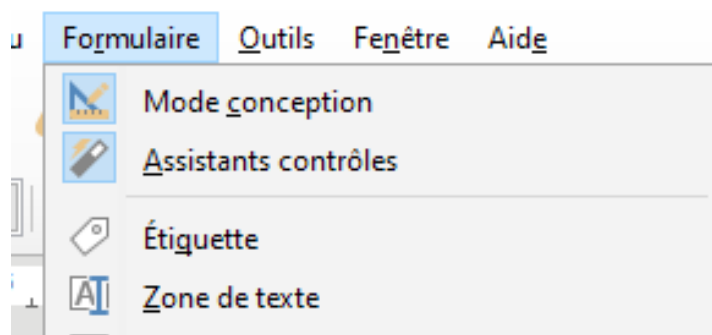 u Formulaire Outils Fenêtre Aide
Mode conception
Assistants contrôles
Étiquette
Zone de texte